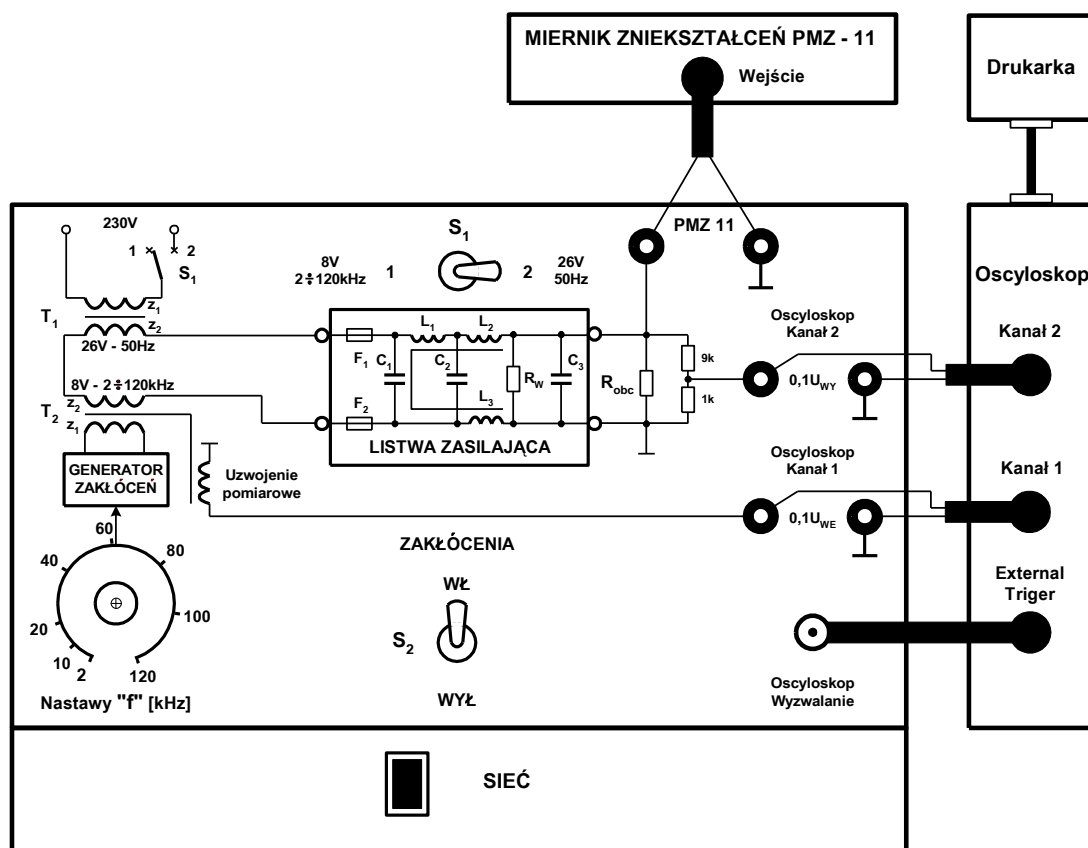 MIERNIK ZNIEKSZTAŁCEŃ PMZ - 11
Wejście
Drukarka
230V
1 2
S1
T1
z1
z2
26V - 50Hz
8V - 2÷120kHz
T2
z2
z1
GENERATOR
ZAKŁÓCEŃ
Uzwojenie
pomiarowe
2
10
20
40
60
80
100
120
Nastawy "f" [kHz]
S1
8V
2÷120kHz
1
2
26V
50Hz
F1
F2
C1
L1
C2
L2
L3
RW
C3
LISTWA ZASILAJĄCA
Robc
9k
1k
PMZ 11
Oscyloskop
Kanał 2
0,1UWY
Oscyloskop
Kanał 1
0,1UWE
ZAKŁÓCENIA
WŁ
S2
WYŁ
Oscyloskop
Wyzwalanie
Oscyloskop
Kanał 2
Kanał 1
External
Triger
SIEĆ